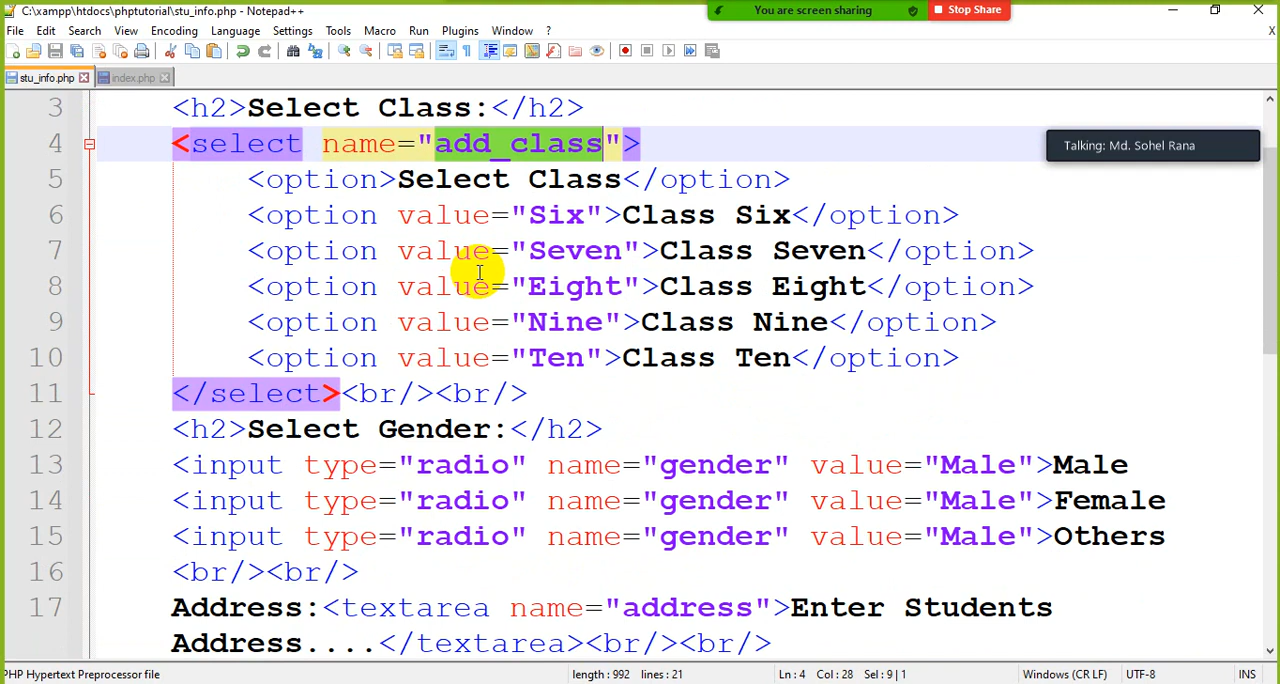 C:\xampp\htdocs\phptutorial\stu_info.php - Notepad++
You are screen sharing
Stop Share
File Edit Search View Encoding Language Settings Tools Macro Run Plugins Window ?
X
stu_info.php index.php
3 <h2>Select Class:</h2>
4 <select name="add_class">
Talking: Md. Sohel Rana
5 <option>Select Class</option>
6 <option value="Six">Class Six</option>
7 <option value="Seven">Class Seven</option>
8 <option value="Eight">Class Eight</option>
9 <option value="Nine">Class Nine</option>
10 <option value="Ten">Class Ten</option>
11 </select><br/><br/>
12 <h2>Select Gender:</h2>
13 <input type="radio" name="gender" value="Male">Male
14 <input type="radio" name="gender" value="Male">Female
15 <input type="radio" name="gender" value="Male">Others
16 <br/><br/>
17 Address:<textarea name="address">Enter Students
Address....</textarea><br/><br/>
PHP Hypertext Preprocessor file length : 992 lines : 21 Ln : 4 Col : 28 Sel : 9 | 1 Windows (CR LF) UTF-8 INS